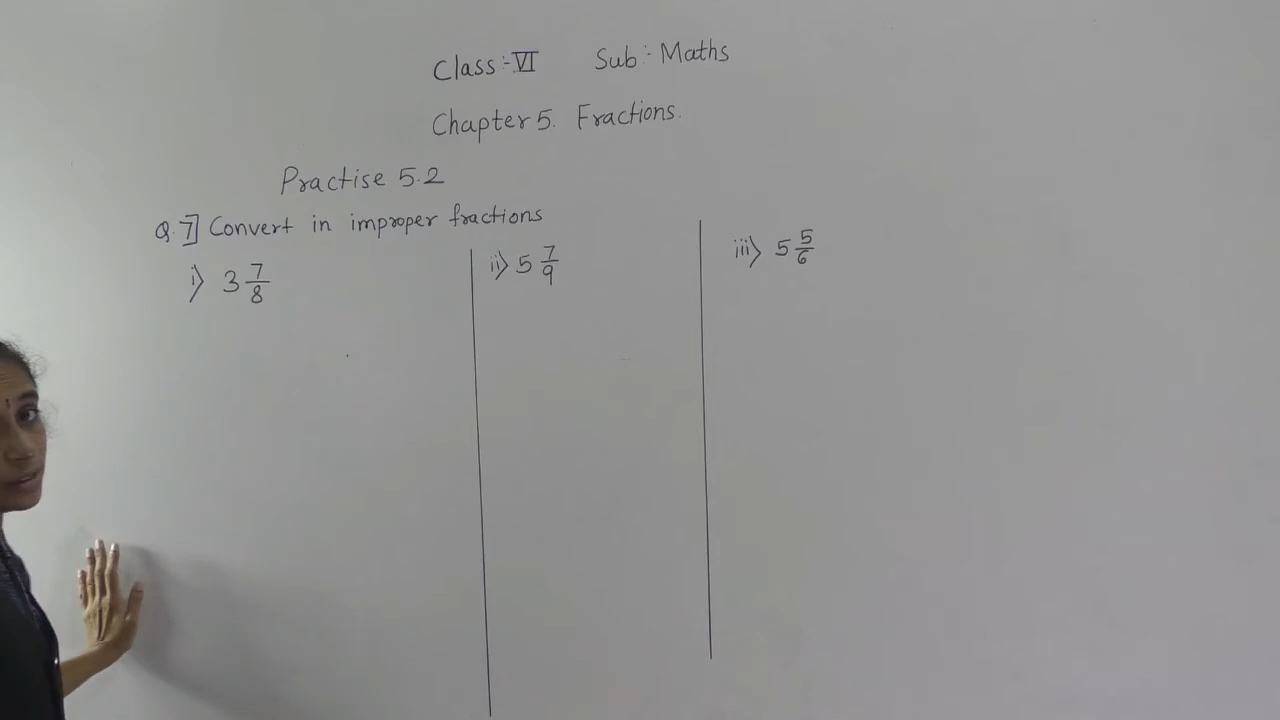 Class :- VI Sub :- Maths
Chapter 5. Fractions.
Practise 5.2
Q.7] Convert in improper fractions
i) 3 7/8 ii) 5 7/9 iii) 5 5/6